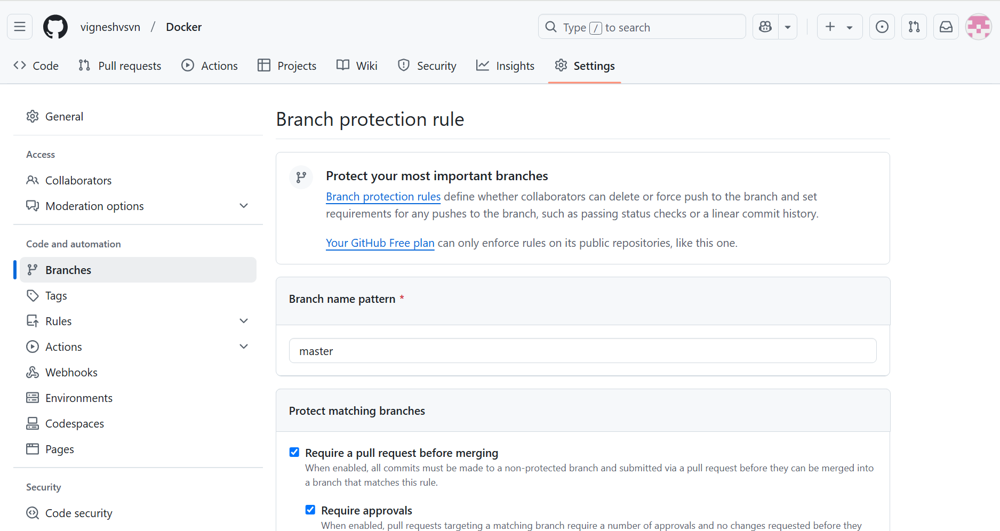 vigneshvsvn / Docker
Type / to search
Code Pull requests Actions Projects Wiki Security Insights Settings
General
Access
Collaborators
Moderation options
Code and automation
Branches
Tags
Rules
Actions
Webhooks
Environments
Codespaces
Pages
Security
Code security
Branch protection rule
Protect your most important branches
Branch protection rules define whether collaborators can delete or force push to the branch and set
requirements for any pushes to the branch, such as passing status checks or a linear commit history.
Your GitHub Free plan can only enforce rules on its public repositories, like this one.
Branch name pattern *
master
Protect matching branches
Require a pull request before merging
When enabled, all commits must be made to a non-protected branch and submitted via a pull request before they can be merged into
a branch that matches this rule.
Require approvals
When enabled, pull requests targeting a matching branch require a number of approvals and no changes requested before they